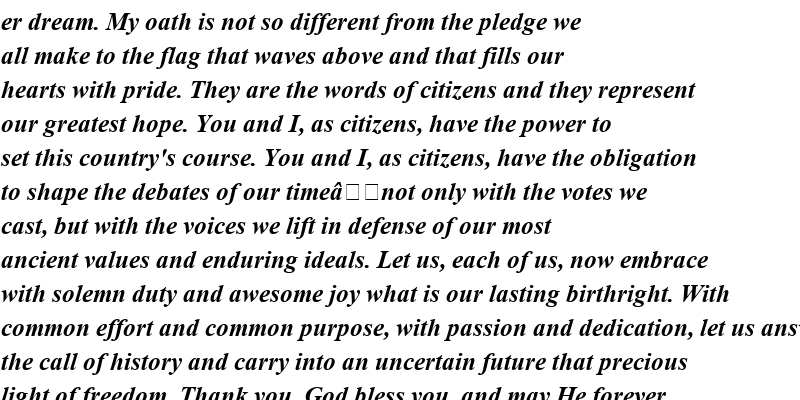 er dream. My oath is not so different from the pledge we
all make to the flag that waves above and that fills our
hearts with pride. They are the words of citizens and they represent
our greatest hope. You and I, as citizens, have the power to
set this country's course. You and I, as citizens, have the obligation
to shape the debates of our timeâ□□not only with the votes we
cast, but with the voices we lift in defense of our most
ancient values and enduring ideals. Let us, each of us, now embrace
with solemn duty and awesome joy what is our lasting birthright. With
common effort and common purpose, with passion and dedication, let us ans
the call of history and carry into an uncertain future that precious
light of freedom. Thank you. God bless you, and may He forever